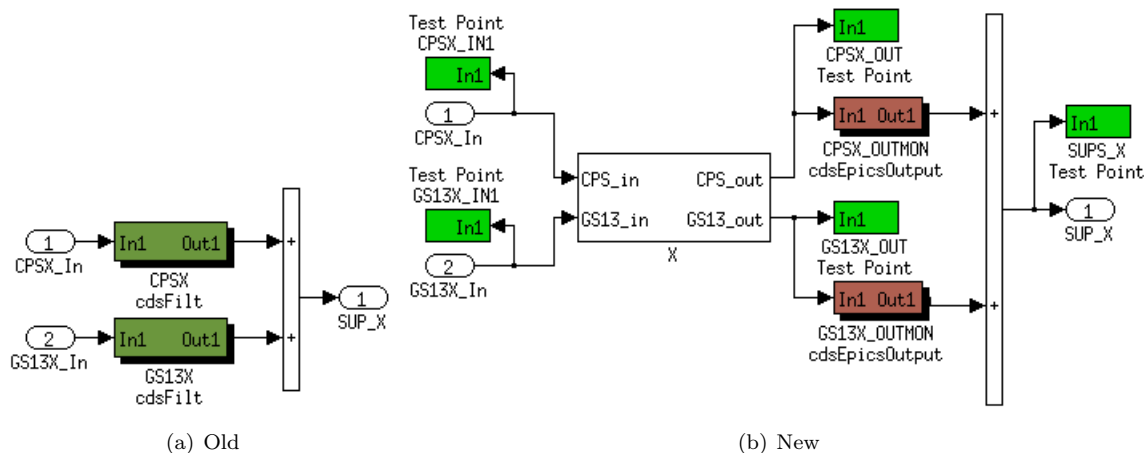 1
CPSX_In
In1 Out1
CPSX
cdsFilt
+
2
GS13X_In
In1 Out1
GS13X
cdsFilt
+
1
SUP_X
(a) Old
Test Point
CPSX_IN1
In1
1
CPSX_In
Test Point
GS13X_IN1
In1
2
GS13X_In
CPS_in CPS_out
GS13_in GS13_out
X
In1
CPSX_OUT
Test Point
In1 Out1
CPSX_OUTMON
cdsEpicsOutput
In1
GS13X_OUT
Test Point
In1 Out1
GS13X_OUTMON
cdsEpicsOutput
+
+
In1
SUPS_X
Test Point
1
SUP_X
(b) New